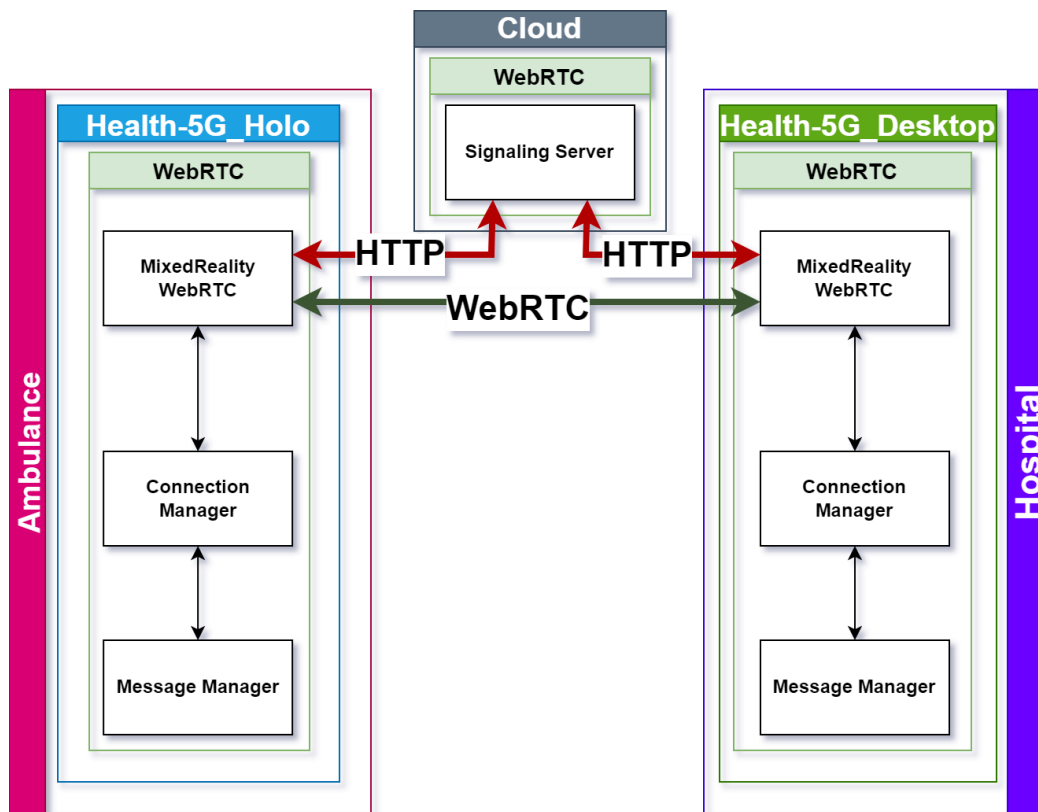 Cloud
WebRTC
Signaling Server
Ambulance
Health-5G_Holo
WebRTC
MixedReality
WebRTC
Connection
Manager
Message Manager
HTTP
HTTP
WebRTC
Health-5G_Desktop
WebRTC
MixedReality
WebRTC
Connection
Manager
Message Manager
Hospital